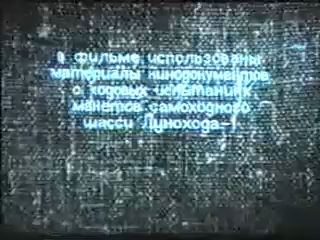 в фильме использованы
материалы кинодокументов
о ходовых испытаниях
макетов самоходного
шасси Лунохода-1